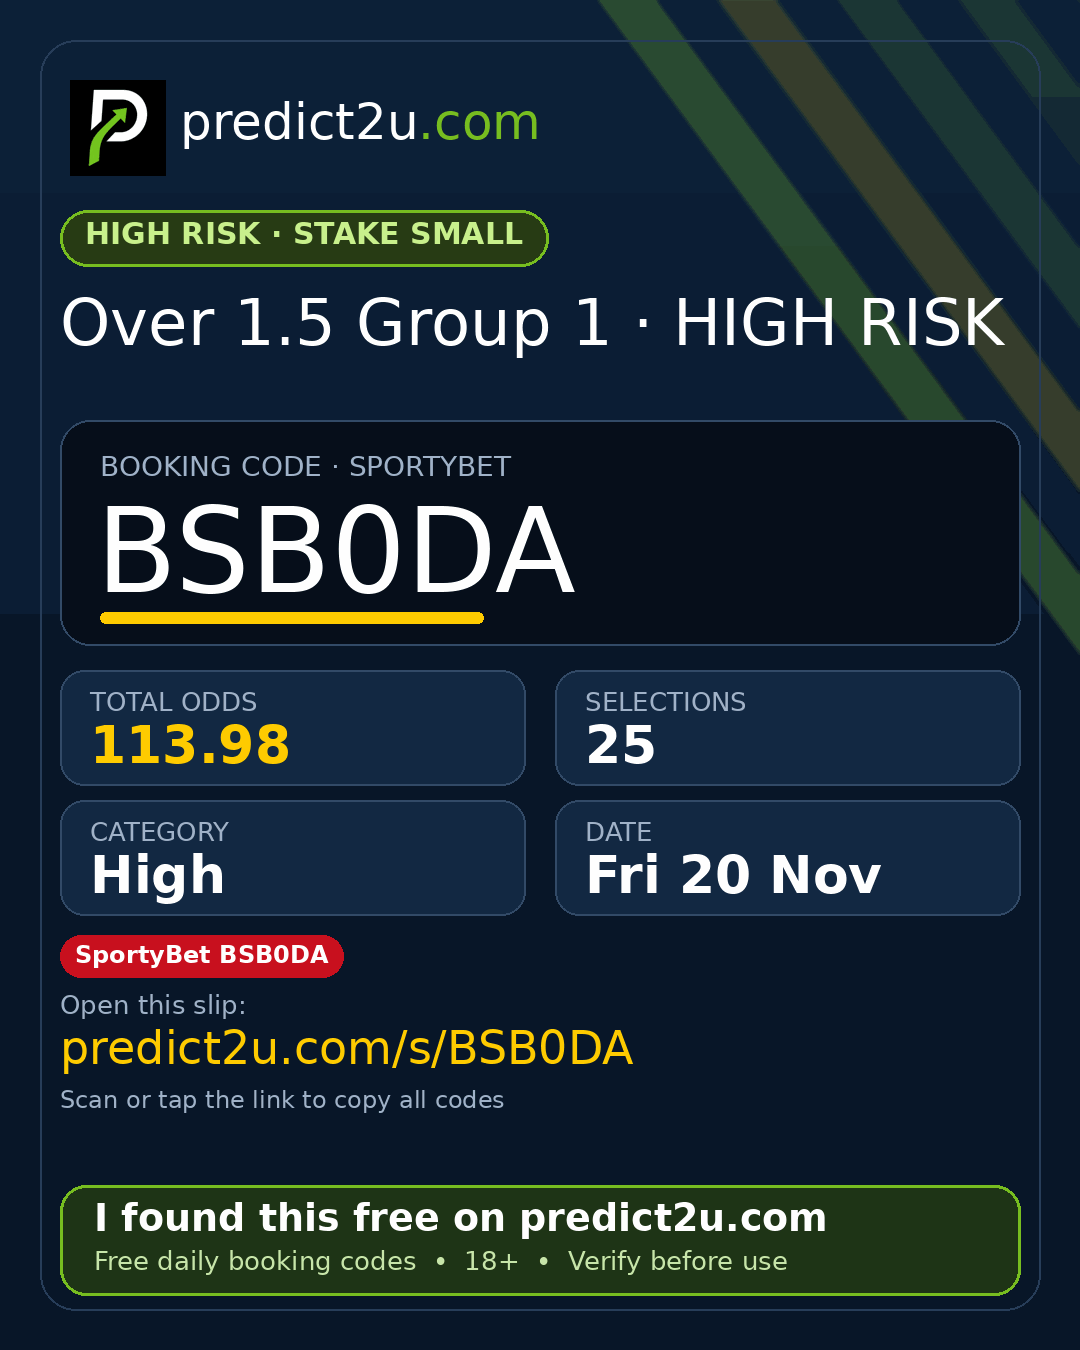 predict2u.com
HIGH RISK · STAKE SMALL
Over 1.5 Group 1 · HIGH RISK
BOOKING CODE · SPORTYBET
BSB0DA
TOTAL ODDS
113.98
SELECTIONS
25
CATEGORY
High
DATE
Fri 20 Nov
SportyBet BSB0DA
Open this slip:
predict2u.com/s/BSB0DA
Scan or tap the link to copy all codes
I found this free on predict2u.com
Free daily booking codes • 18+ • Verify before use